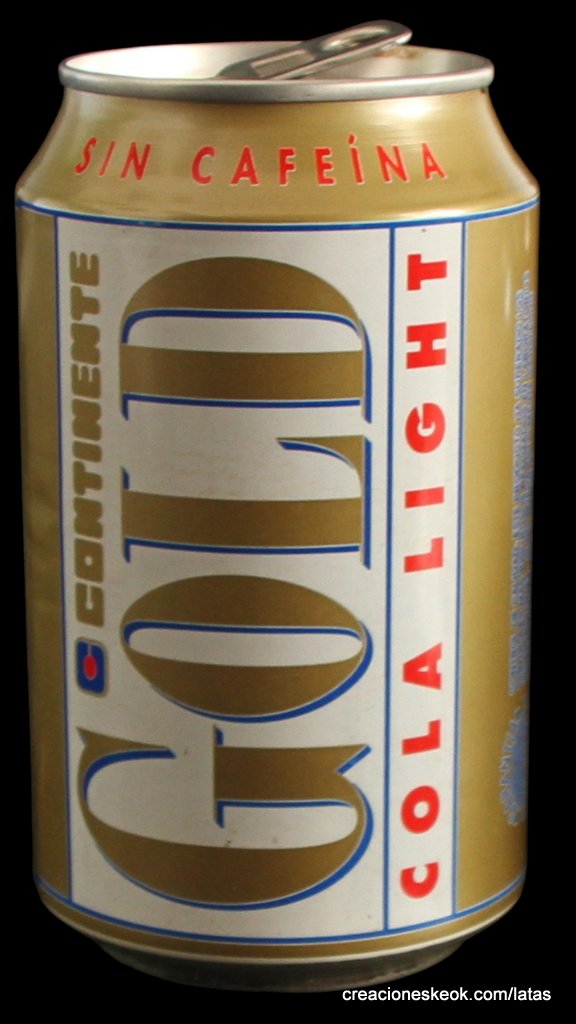 SIN CAFEÍNA
CONTINENTE
GOLD
COLA LIGHT
creacioneskeok.com/latas